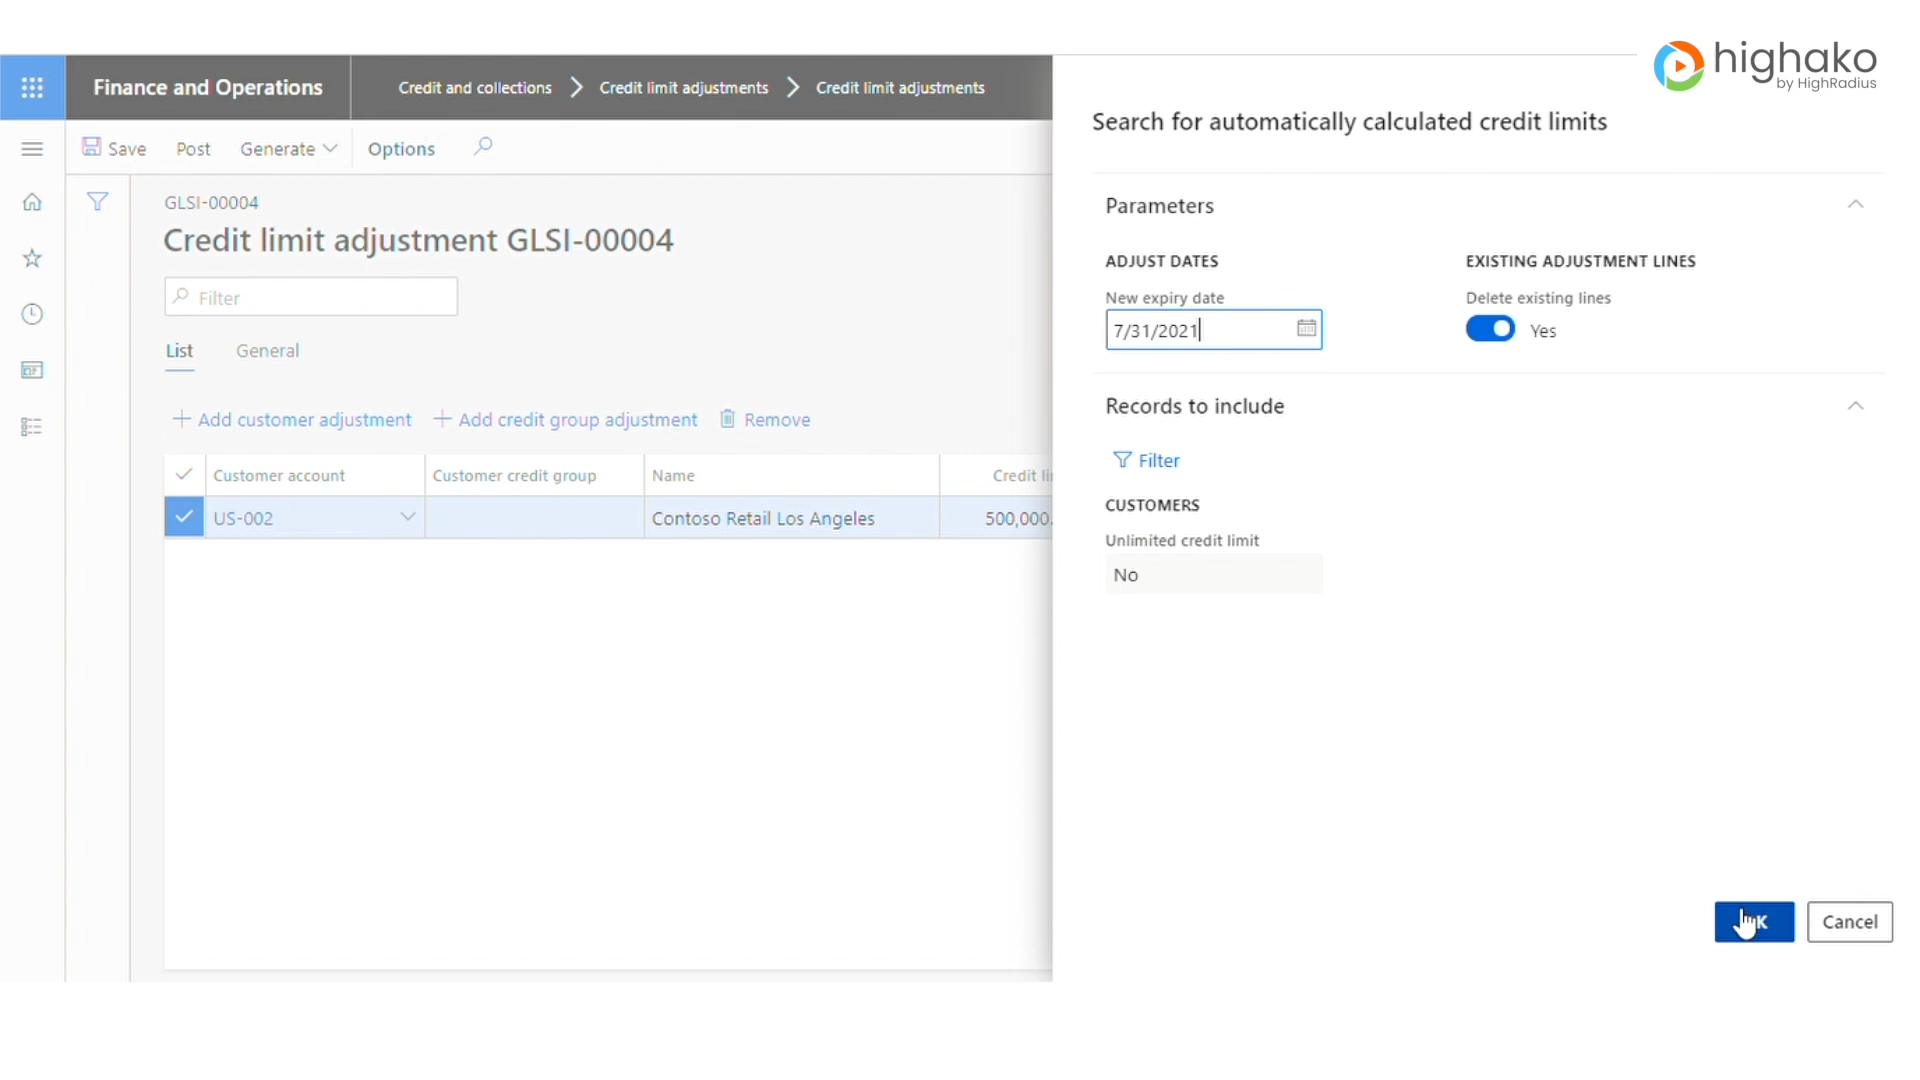 highako
by HighRadius
Finance and Operations
Credit and collections
Credit limit adjustments
Credit limit adjustments
Save
Post
Generate
Options
GLSI-00004
Credit limit adjustment GLSI-00004
Filter
List
General
Add customer adjustment
Add credit group adjustment
Remove
Customer account
Customer credit group
Name
Credit
US-002
Contoso Retail Los Angeles
500,000.
Search for automatically calculated credit limits
Parameters
ADJUST DATES
New expiry date
7/31/2021
EXISTING ADJUSTMENT LINES
Delete existing lines
Yes
Records to include
Filter
CUSTOMERS
Unlimited credit limit
No
Cancel